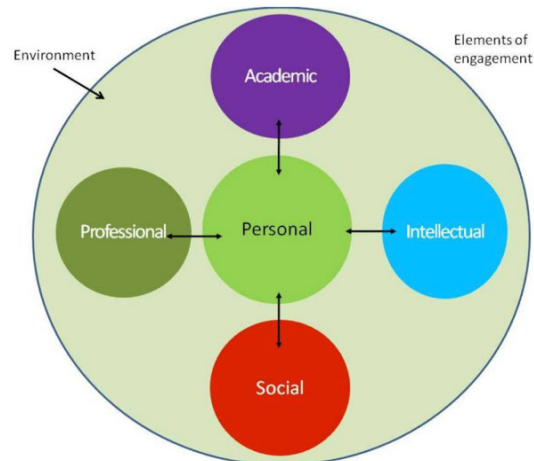 Environment
Elements of
engagement
Academic
Professional
Personal
Intellectual
Social